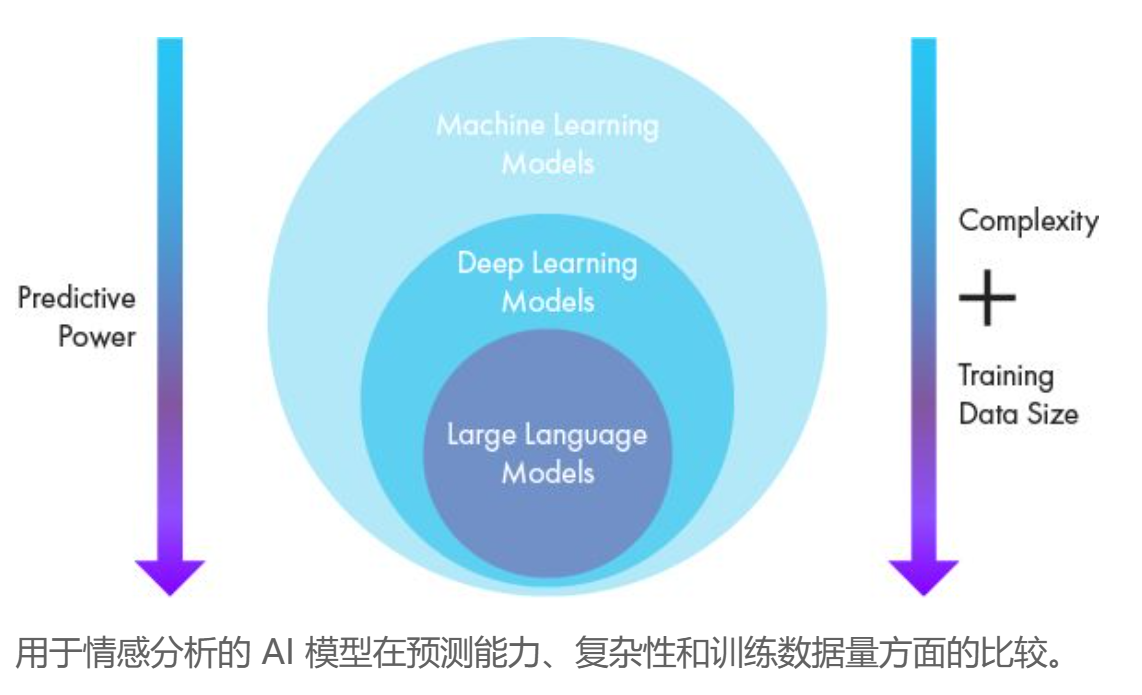 Machine Learning
Models
Deep Learning
Models
Large Language
Models
Predictive
Power
Complexity
+
Training
Data Size
用于情感分析的 AI 模型在预测能力、复杂性和训练数据量方面的比较。